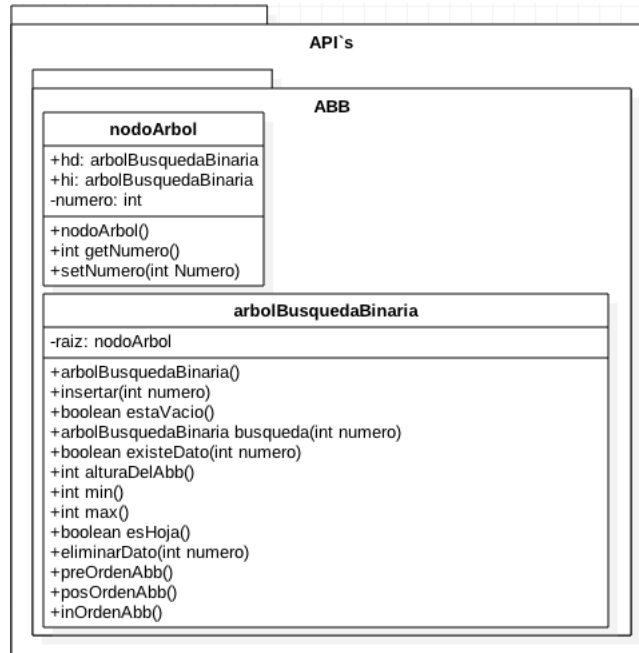 API`s
ABB
nodoArbol
+hd: arbolBusquedaBinaria
+hi: arbolBusquedaBinaria
-numero: int
+nodoArbol()
+int getNumero()
+setNumero(int Numero)
arbolBusquedaBinaria
-raiz: nodoArbol
+arbolBusquedaBinaria()
+insertar(int numero)
+boolean estaVacio()
+arbolBusquedaBinaria busqueda(int numero)
+boolean existeDato(int numero)
+int alturaDelAbb()
+int min()
+int max()
+boolean esHoja()
+eliminarDato(int numero)
+preOrdenAbb()
+posOrdenAbb()
+inOrdenAbb()